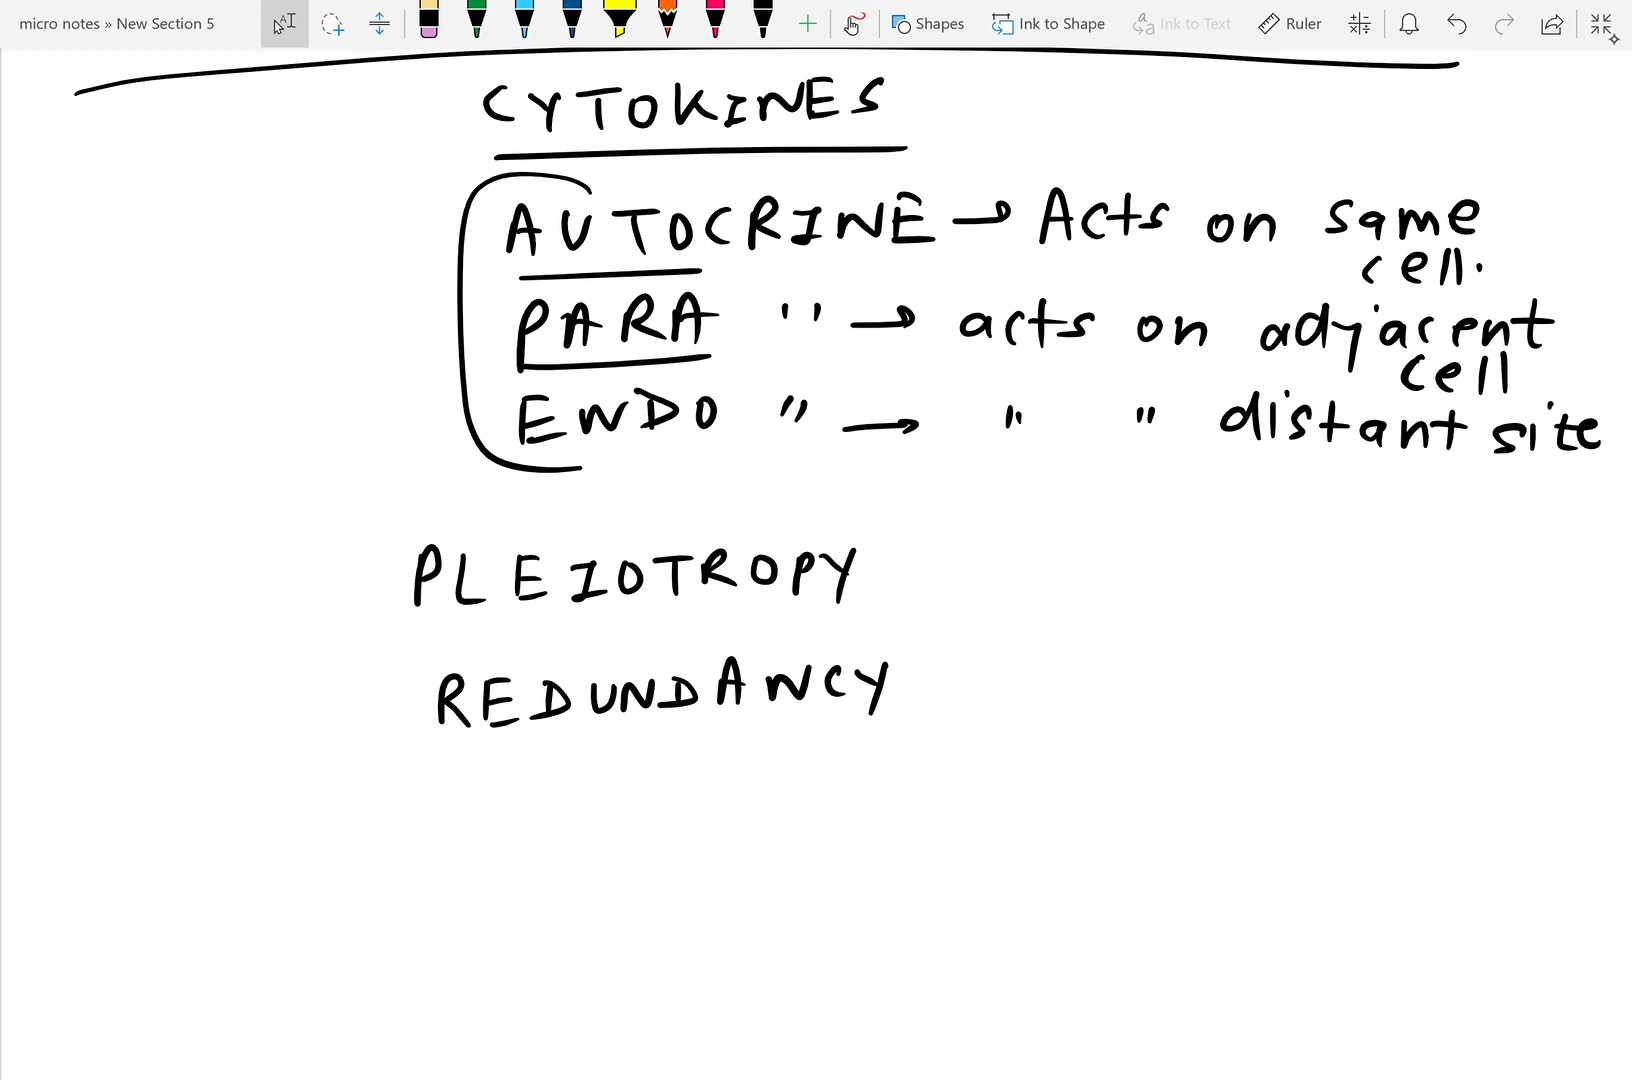 micro notes » New Section 5 Shapes Ink to Shape Ink to Text Ruler
CYTOKINES
AUTOCRINE → Acts on same
cell.
PARA " → acts on adjacent
cell
ENDO " → " " distant site
PLEIOTROPY
REDUNDANCY